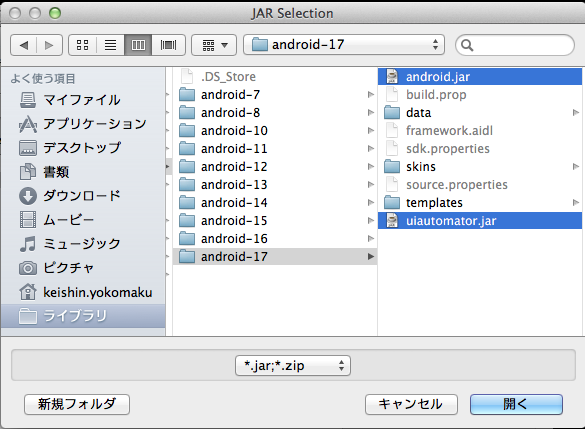 JAR Selection
android-17
よく使う項目
マイファイル
アプリケーション
デスクトップ
書類
ダウンロード
ムービー
ミュージック
ピクチャ
keishin.yokomaku
ライブラリ
.DS_Store
android-7
android-8
android-10
android-11
android-12
android-13
android-14
android-15
android-16
android-17
android.jar
build.prop
data
framework.aidl
sdk.properties
skins
source.properties
templates
uiautomator.jar
*.jar;*.zip
新規フォルダ
キャンセル
開く